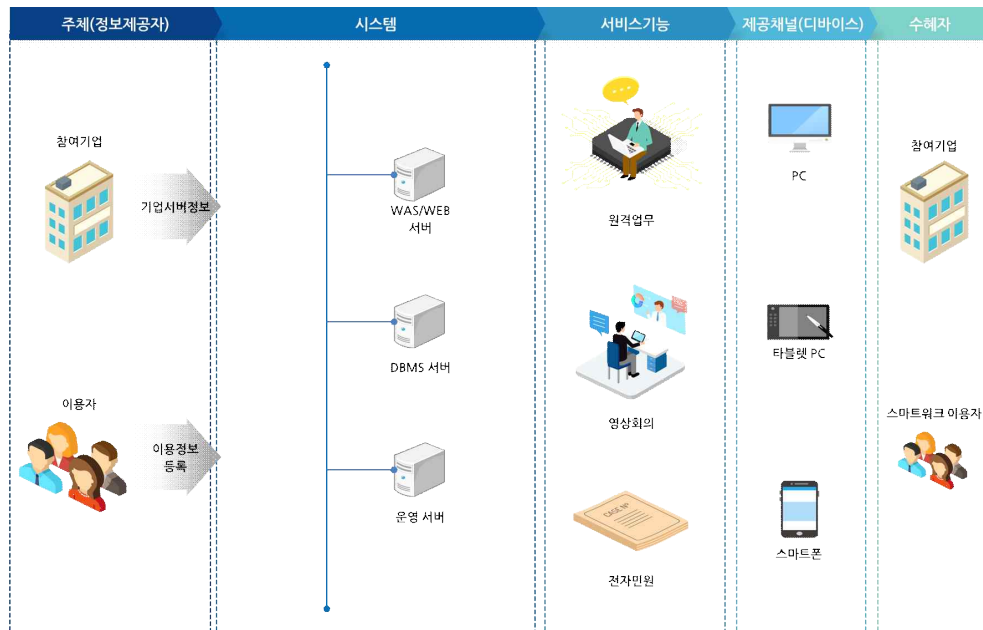 주체(정보제공자)
시스템
서비스기능
제공채널(디바이스)
수혜자
참여기업
기업서버정보
이용자
이용정보
등록
WAS/WEB
서버
DBMS 서버
운영 서버
원격업무
영상회의
CASE Nº
전자민원
PC
타블렛 PC
스마트폰
참여기업
스마트워크 이용자